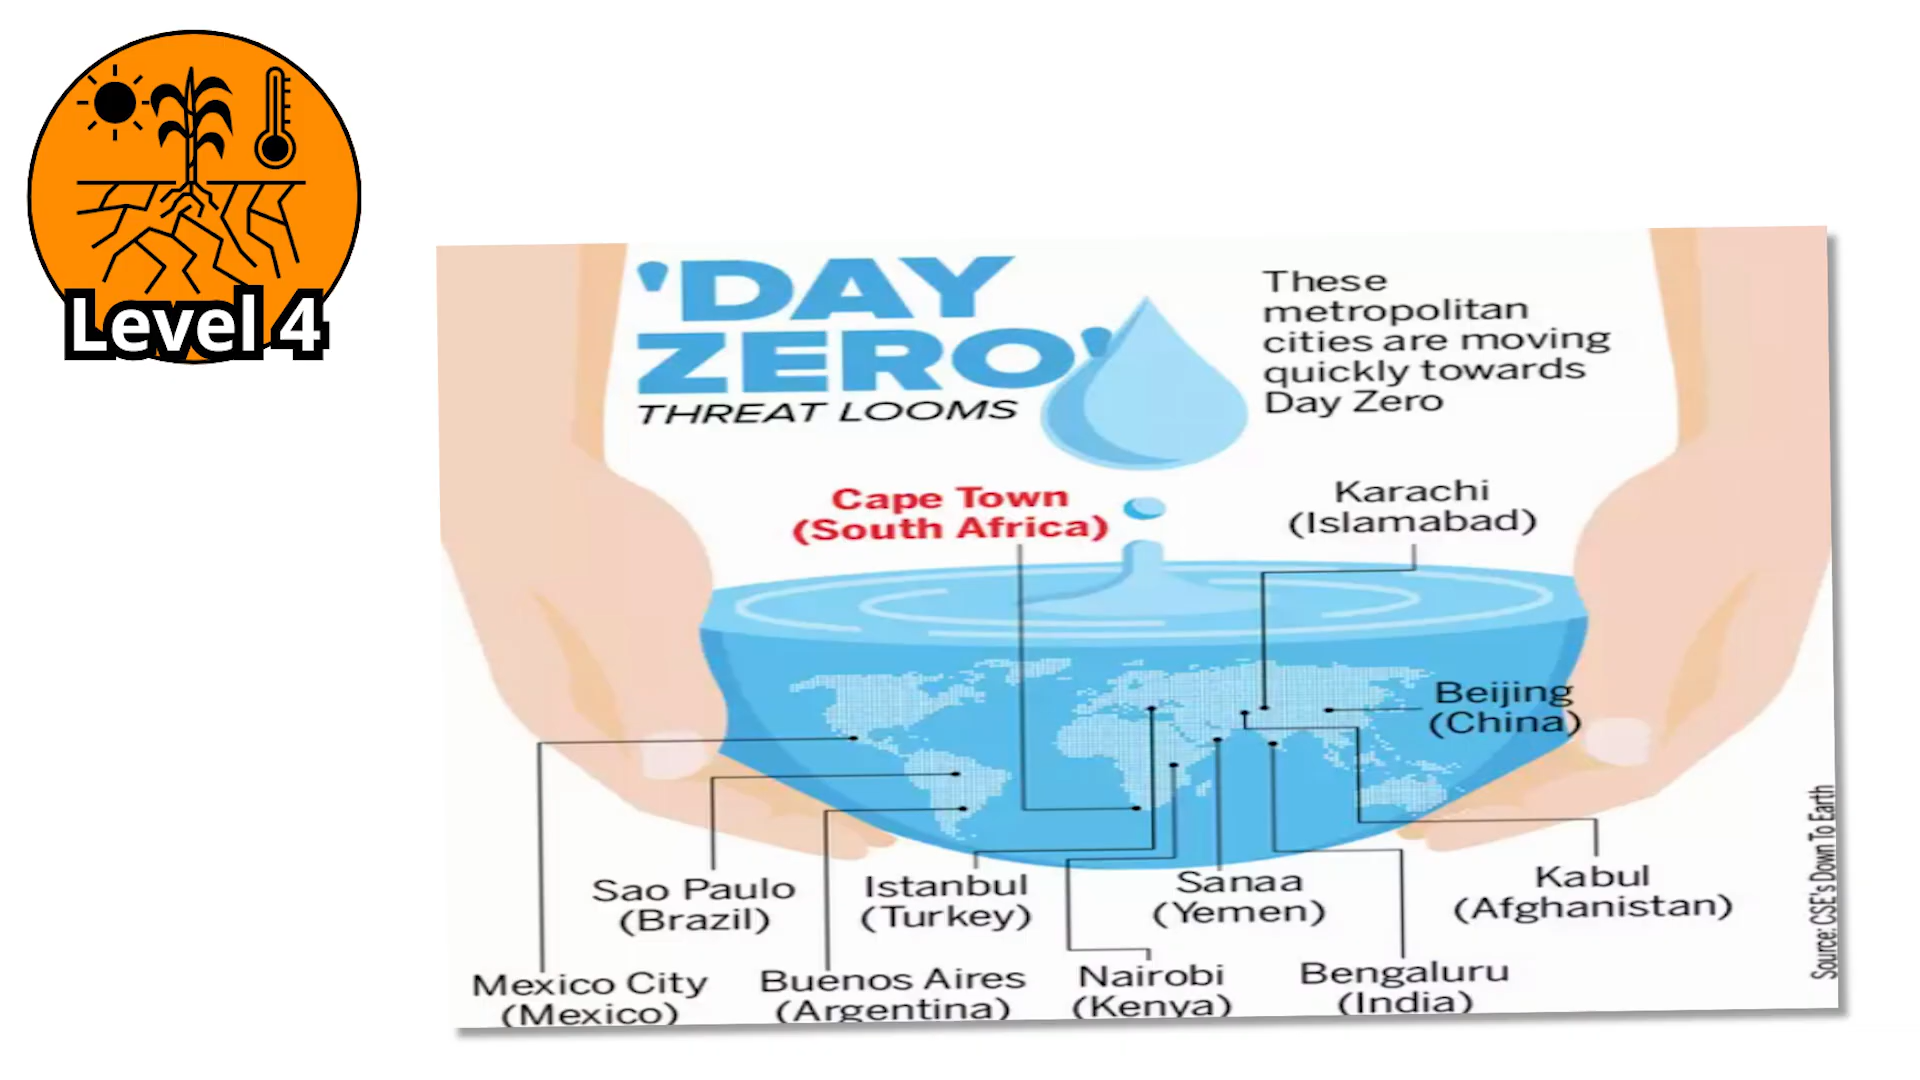 Level 4
'DAY
ZERO'
THREAT LOOMS
These
metropolitan
cities are moving
quickly towards
Day Zero
Cape Town
(South Africa)
Karachi
(Islamabad)
Beijing
(China)
Sao Paulo
(Brazil)
Istanbul
(Turkey)
Sanaa
(Yemen)
Kabul
(Afghanistan)
Mexico City
(Mexico)
Buenos Aires
(Argentina)
Nairobi
(Kenya)
Bengaluru
(India)
Source: CSE's Down To Earth